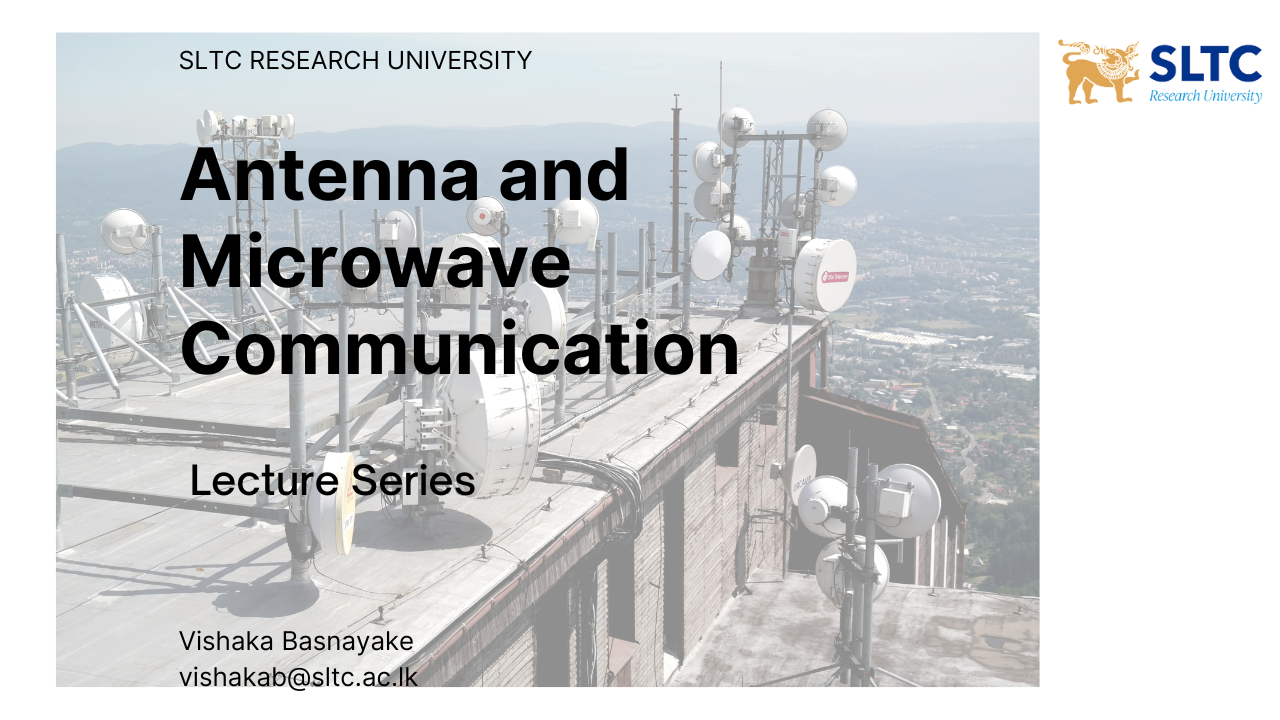 SLTC RESEARCH UNIVERSITY
SLTC
Research University
Antenna and
Microwave
Communication
Lecture Series
Vishaka Basnayake
vishakab@sltc.ac.lk